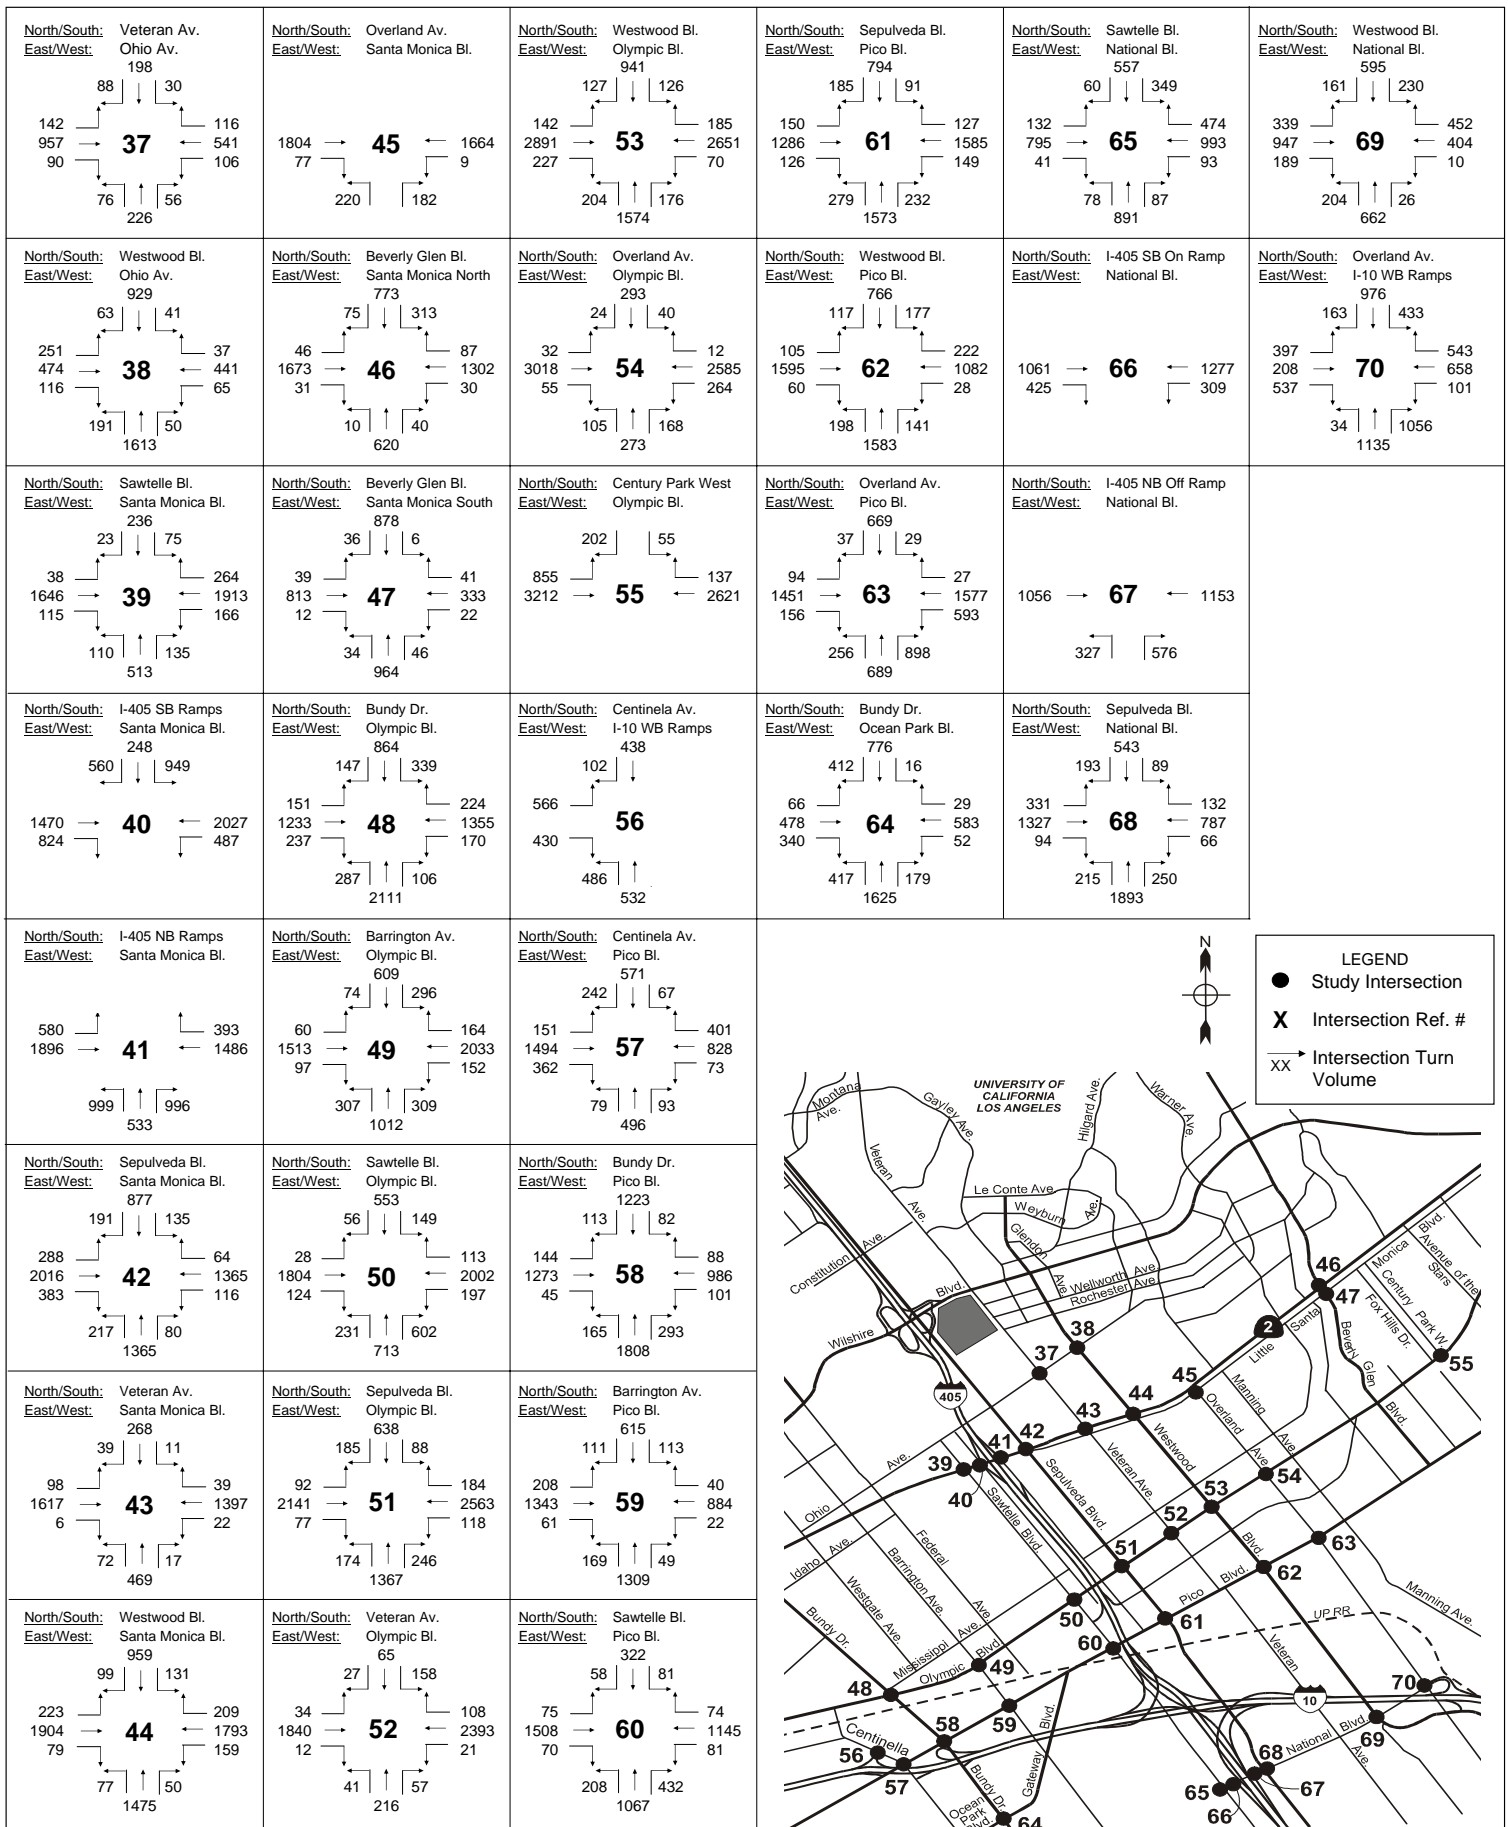 North/South: Veteran Av.
East/West: Ohio Av.
198
88 30
142 116
957 37 541
90 106
76 56
226
North/South: Overland Av.
East/West: Santa Monica Bl.
1804 45 1664
77 9
220 182
North/South: Westwood Bl.
East/West: Olympic Bl.
941
127 126
142 185
2891 53 2651
227 70
204 176
1574
North/South: Sepulveda Bl.
East/West: Pico Bl.
794
185 91
150 127
1286 61 1585
126 149
279 232
1573
North/South: Sawtelle Bl.
East/West: National Bl.
557
60 349
132 474
795 65 993
41 93
78 87
891
North/South: Westwood Bl.
East/West: National Bl.
595
161 230
339 452
947 69 404
189 10
204 26
662
North/South: Westwood Bl.
East/West: Ohio Av.
929
63 41
251 37
474 38 441
116 65
191 50
1613
North/South: Beverly Glen Bl.
East/West: Santa Monica North
773
75 313
46 87
1673 46 1302
31 30
10 40
620
North/South: Overland Av.
East/West: Olympic Bl.
293
24 40
32 12
3018 54 2585
55 264
105 168
273
North/South: Westwood Bl.
East/West: Pico Bl.
766
117 177
105 222
1595 62 1082
60 28
198 141
1583
North/South: I-405 SB On Ramp
East/West: National Bl.
1061 66 1277
425 309
North/South: Overland Av.
East/West: I-10 WB Ramps
976
163 433
397 543
208 70 658
537 101
34 1056
1135
North/South: Sawtelle Bl.
East/West: Santa Monica Bl.
236
23 75
38 264
1646 39 1913
115 166
110 135
513
North/South: Beverly Glen Bl.
East/West: Santa Monica South
878
36 6
39 41
813 47 333
12 22
34 46
964
North/South: Century Park West
East/West: Olympic Bl.
202 55
855 137
3212 55 2621
North/South: Overland Av.
East/West: Pico Bl.
669
37 29
94 27
1451 63 1577
156 593
256 898
689
North/South: I-405 NB Off Ramp
East/West: National Bl.
1056 67 1153
327 576
North/South: I-405 SB Ramps
East/West: Santa Monica Bl.
248
560 949
1470 40 2027
824 487
North/South: Bundy Dr.
East/West: Olympic Bl.
864
147 339
151 224
1233 48 1355
237 170
287 106
2111
North/South: Centinela Av.
East/West: I-10 WB Ramps
438
102
566
56
430
486
532
North/South: Bundy Dr.
East/West: Ocean Park Bl.
776
412 16
66 29
478 64 583
340 52
417 179
1625
North/South: Sepulveda Bl.
East/West: National Bl.
543
193 89
331 132
1327 68 787
94 66
215 250
1893
North/South: I-405 NB Ramps
East/West: Santa Monica Bl.
580 393
1896 41 1486
999 996
533
North/South: Barrington Av.
East/West: Olympic Bl.
609
74 296
60 164
1513 49 2033
97 152
307 309
1012
North/South: Centinela Av.
East/West: Pico Bl.
571
242 67
151 401
1494 57 828
362 73
79 93
496
North/South: Sepulveda Bl.
East/West: Santa Monica Bl.
877
191 135
288 64
2016 42 1365
383 116
217 80
1365
North/South: Sawtelle Bl.
East/West: Olympic Bl.
553
56 149
28 113
1804 50 2002
124 197
231 602
713
North/South: Bundy Dr.
East/West: Pico Bl.
1223
113 82
144 88
1273 58 986
45 101
165 293
1808
North/South: Veteran Av.
East/West: Santa Monica Bl.
268
39 11
98 39
1617 43 1397
6 22
72 17
469
North/South: Sepulveda Bl.
East/West: Olympic Bl.
638
185 88
92 184
2141 51 2563
77 118
174 246
1367
North/South: Barrington Av.
East/West: Pico Bl.
615
111 113
208 40
1343 59 884
61 22
169 49
1309
North/South: Westwood Bl.
East/West: Santa Monica Bl.
959
99 131
223 209
1904 44 1793
79 159
77 50
1475
North/South: Veteran Av.
East/West: Olympic Bl.
65
27 158
34 108
1840 52 2393
12 21
41 57
216
North/South: Sawtelle Bl.
East/West: Pico Bl.
322
58 81
75 74
1508 60 1145
70 81
208 432
1067
N
LEGEND
Study Intersection
X Intersection Ref. #
XX Intersection Turn
Volume
UNIVERSITY OF
CALIFORNIA
LOS ANGELES
Montana
Ave.
Gayley Ave.
Hilgard Ave.
Warner Ave.
Veteran
Ave.
Le Conte Ave.
Weyburn
Ave.
Glendon
Ave.
Constitution Ave.
Wellworth Ave.
Rochester Ave.
Wilshire
Blvd.
Santa
Monica
Blvd.
Avenue of the
Stars
Century
Park W.
Fox Hills Dr.
Little
2
Beverly
Glen
Blvd.
46
47
55
37
38
45
44
43
42
41
39
40
405
Overland
Ave.
Manning
Ave.
Westwood
Blvd.
Veteran Ave.
Sepulveda Blvd.
Sawtelle Blvd.
Ohio
Ave.
Idaho Ave.
Federal
Ave.
Barrington Ave.
Westgate Ave.
Bundy Dr.
Mississippi Ave.
Olympic Blvd.
54
53
52
51
50
49
48
63
62
61
60
59
58
57
56
Pico Blvd.
UP RR
Manning Ave.
Veteran
Ave.
10
70
69
National Blvd.
68
67
66
65
Centinella
Bundy Dr.
Gateway Blvd.
Ocean
Park
Blvd.
64